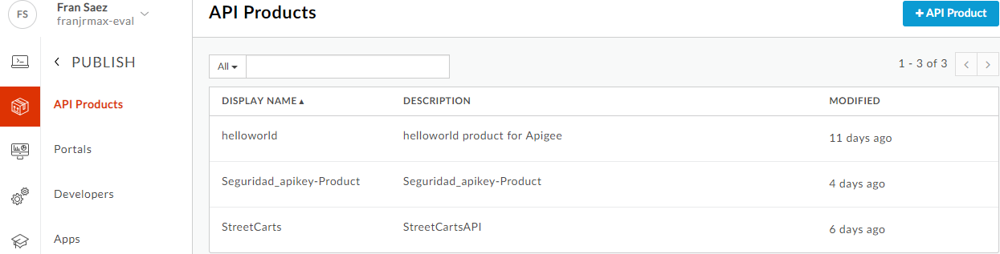 FS
Fran Saez
franjrmax-eval
PUBLISH
API Products
Portals
Developers
Apps
API Products
+ API Product
All
1 - 3 of 3
DISPLAY NAME DESCRIPTION MODIFIED
helloworld helloworld product for Apigee 11 days ago
Seguridad_apikey-Product Seguridad_apikey-Product 4 days ago
StreetCarts StreetCartsAPI 6 days ago